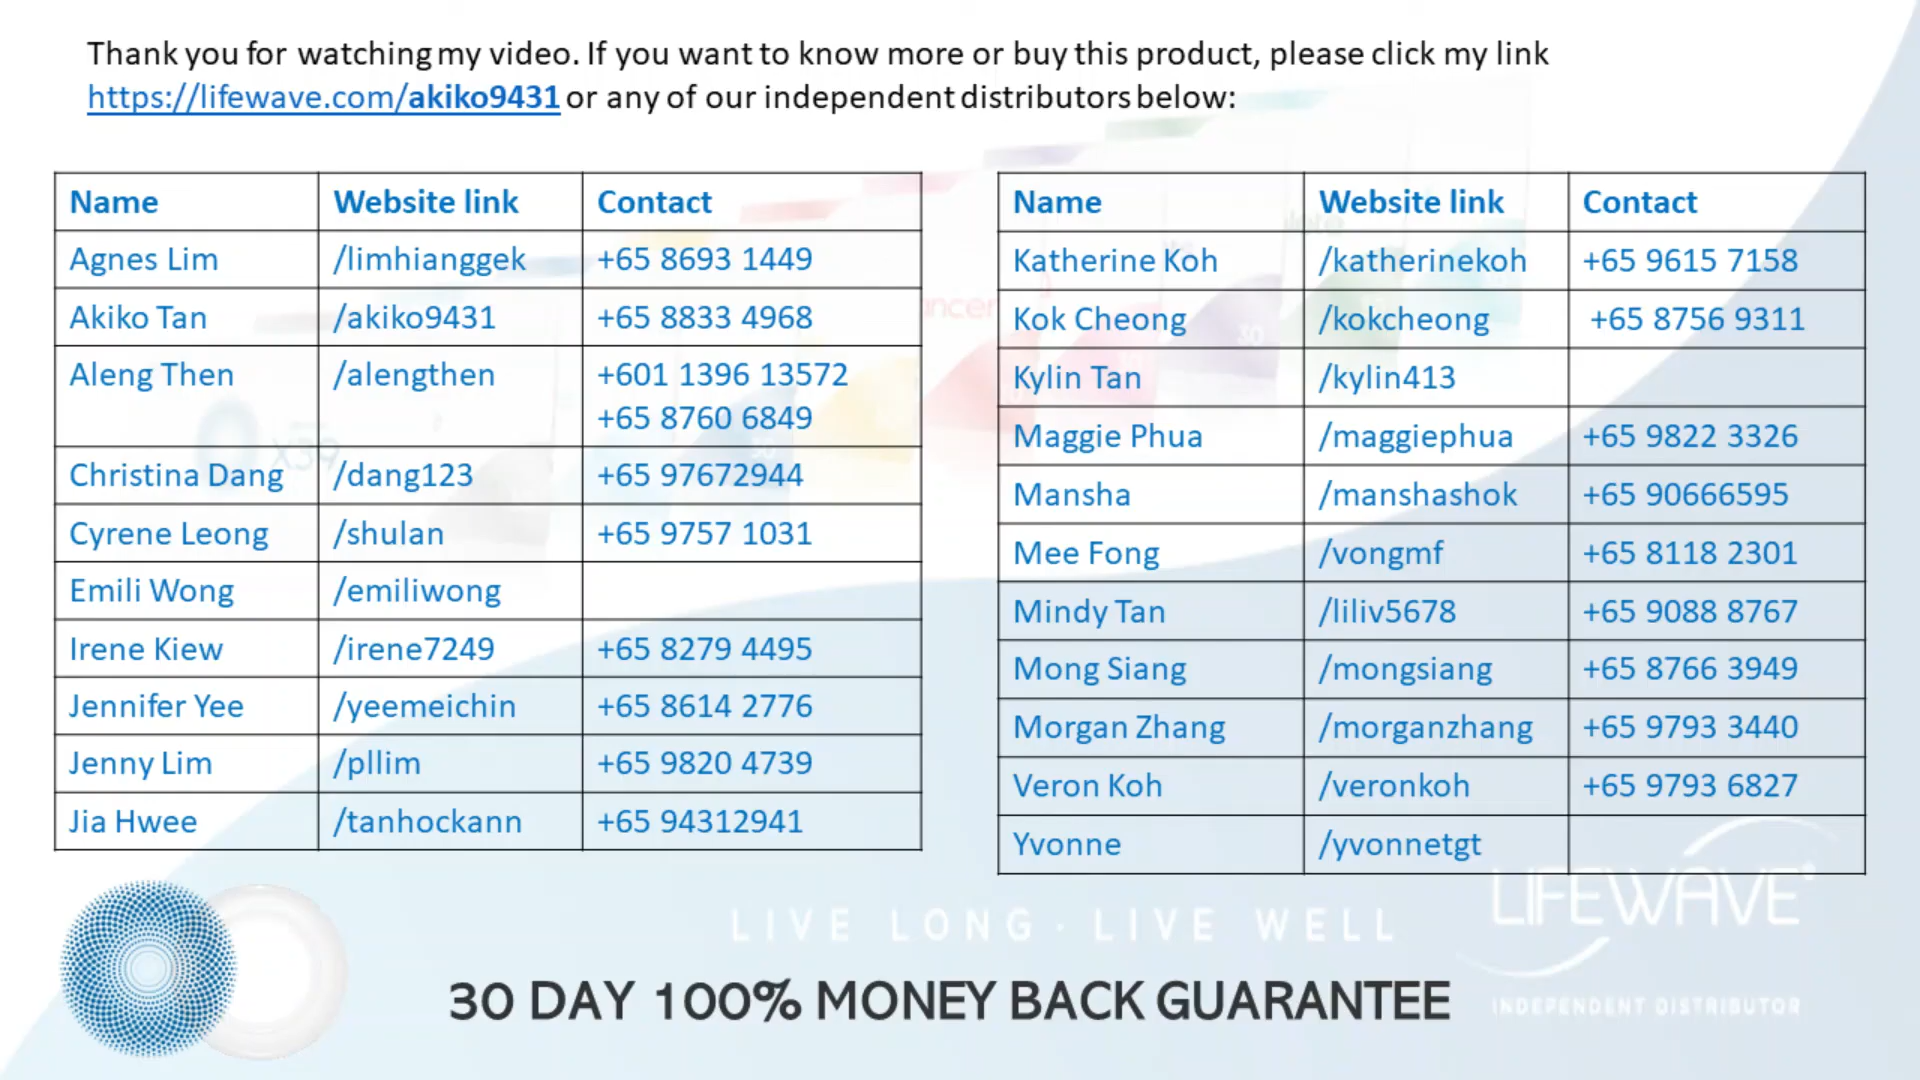 Thank you for watching my video. If you want to know more or buy this product, please click my link
https://lifewave.com/akiko9431 or any of our independent distributors below:
Name Website link Contact
Agnes Lim /limhianggek +65 8693 1449
Akiko Tan /akiko9431 +65 8833 4968
Aleng Then /alengthen +601 1396 13572
+65 8760 6849
Christina Dang /dang123 +65 97672944
Cyrene Leong /shulan +65 9757 1031
Emili Wong /emiliwong
Irene Kiew /irene7249 +65 8279 4495
Jennifer Yee /yeemeichin +65 8614 2776
Jenny Lim /pllim +65 9820 4739
Jia Hwee /tanhockann +65 94312941
Name Website link Contact
Katherine Koh /katherinekoh +65 9615 7158
Kok Cheong /kokcheong +65 8756 9311
Kylin Tan /kylin413
Maggie Phua /maggiephua +65 9822 3326
Mansha /manshashok +65 90666595
Mee Fong /vongmf +65 8118 2301
Mindy Tan /liliv5678 +65 9088 8767
Mong Siang /mongsiang +65 8766 3949
Morgan Zhang /morganzhang +65 9793 3440
Veron Koh /veronkoh +65 9793 6827
Yvonne /yvonnetgt
X39
LIVE LONG · LIVE WELL
LIFEWAVE
INDEPENDENT DISTRIBUTOR
30 DAY 100% MONEY BACK GUARANTEE